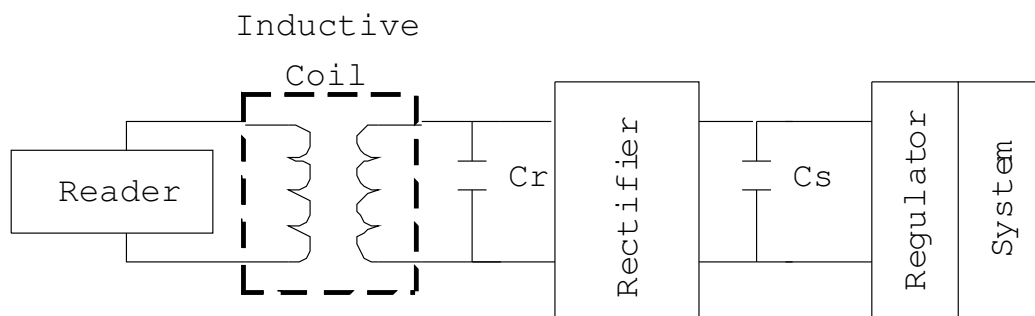 Inductive
Coil
Reader
Cr
Rectifier
Cs
Regulator
System